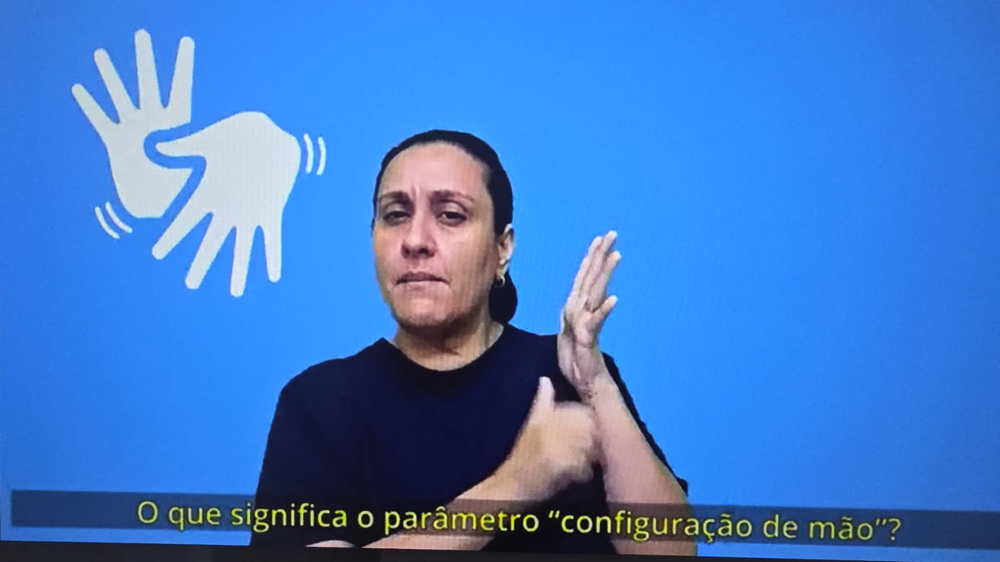 O que significa o parâmetro “configuração de mão”?